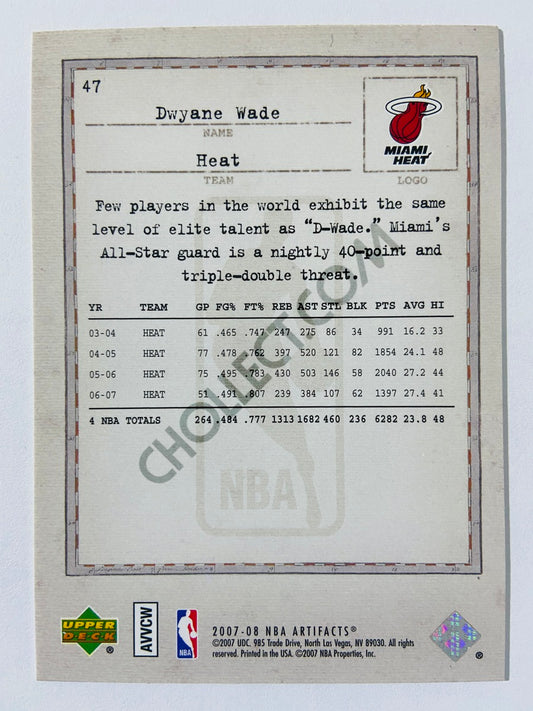 47
Dwyane Wade
NAME
Heat
TEAM
MIAMI
HEAT
LOGO
Few players in the world exhibit the same
level of elite talent as “D-Wade.” Miami's
All-Star guard is a nightly 40-point and
triple-double threat.
YR TEAM GP FG% FT% REB AST STL BLK PTS AVG HI
03-04 HEAT 61 .465 .747 247 275 86 34 991 16.2 33
04-05 HEAT 77 .478 .762 397 520 121 82 1854 24.1 48
05-06 HEAT 75 .495 .783 430 503 146 58 2040 27.2 44
06-07 HEAT 51 .491 .807 239 384 107 62 1397 27.4 41
4 NBA TOTALS 264 .484 .777 1313 1682 460 236 6282 23.8 48
CHOLLECT.COM
NBA
UPPER
DECK
®
AVVCW
NBA
2007-08 NBA ARTIFACTS®
©2007 UDC. 985 Trade Drive, North Las Vegas, NV 89030. All rights
reserved. Printed in the USA. ©2007 NBA Properties, Inc.
®